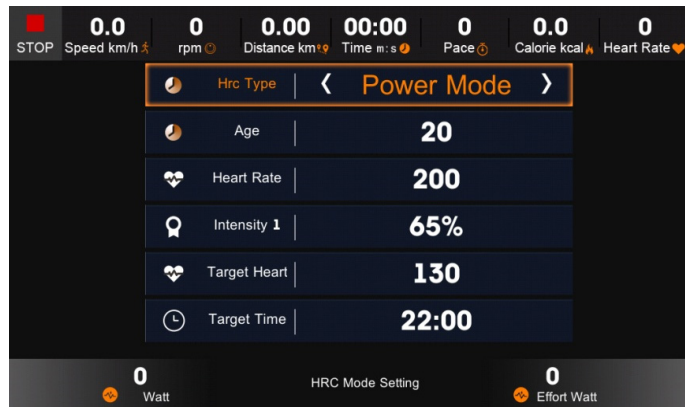 STOP
0.0 0 0.00 00:00 0 0.0 0
Speed km/h rpm Distance km Time m:s Pace Calorie kcal Heart Rate
Hrc Type Power Mode
Age 20
Heart Rate 200
Intensity 1 65%
Target Heart 130
Target Time 22:00
0 0
Watt HRC Mode Setting Effort Watt